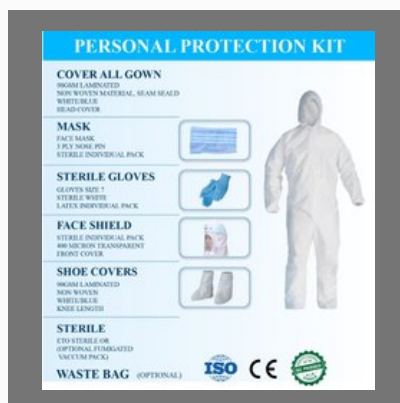 PERSONAL PROTECTION KIT
COVER ALL GOWN
90GSM LAMINATED
NON WOVEN MATERIAL, SEAM SEALD
WHITE/BLUE
HEAD COVER
MASK
FACE MASK
3 PLY NOSE PIN
STERILE INDIVIDUAL PACK
STERILE GLOVES
GLOVES SIZE 7
STERILE WHITE
LATEX INDIVIDUAL PACK
FACE SHIELD
STERILE INDIVIDUAL PACK
400 MICRON TRANSPARENT
FRONT COVER
SHOE COVERS
90GSM LAMINATED
NON WOVEN
WHITE/BLUE
KNEE LENGTH
STERILE
ETO STERILE OR
(OPTIONAL FUMIGATED
VACCUM PACK)
WASTE BAG (OPTIONAL)
ISO CE